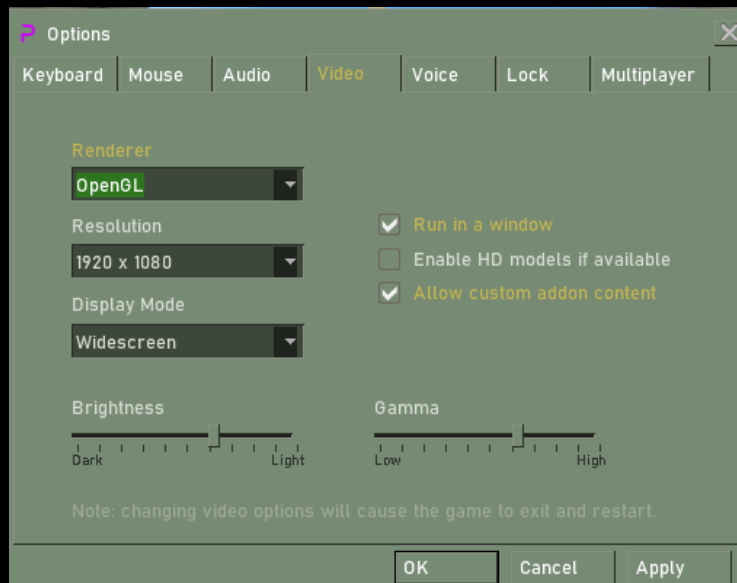 Options
Keyboard Mouse Audio Video Voice Lock Multiplayer
Renderer
OpenGL
Resolution
1920 x 1080
Display Mode
Widescreen
Run in a window
Enable HD models if available
Allow custom addon content
Brightness
Dark Light
Gamma
Low High
Note: changing video options will cause the game to exit and restart.
OK Cancel Apply